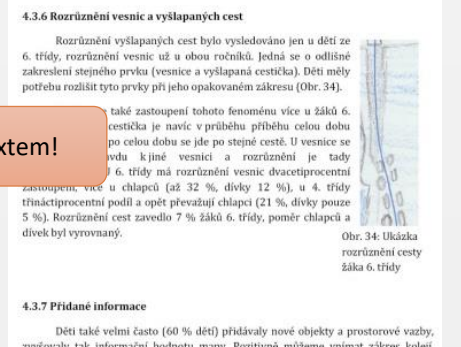 4.3.6 Rozrůznění vesnic a vyšlapaných cest
Rozrůznění vyšlapaných cest bylo vysledováno jen u dětí ze
6. třídy, rozrůznění vesnic už u obou ročníků. Jedná se o odlišné
zakreslení stejného prvku (vesnice a vyšlapaná cestička). Děti měly
potřebu rozlišit tyto prvky při jeho opakovaném zákresu (Obr. 34).
také zastoupení tohoto fenoménu více u žáků 6.
cestička je navíc v průběhu příběhu celou dobu
xtem!
po celou dobu se jde po stejné cestě. U vesnice se
k jiné vesnici a rozrůznění je tady
6. třídy má rozrůznění vesnic dvacetiprocentní
zastoupení, více u chlapců (až 32 %, dívky 12 %), u 4. třídy
třináctiprocentní podíl a opět převažují chlapci (21 %, dívky pouze
5 %). Rozrůznění cest zavedlo 7 % žáků 6. třídy, poměr chlapců a
dívek byl vyrovnaný.
Obr. 34: Ukázka
rozrůznění cesty
žáka 6. třídy
4.3.7 Přidané informace
Děti také velmi často (60 % dětí) přidávaly nové objekty a prostorové vazby,
zvyšovaly tak informační hodnotu mapy. Pozitivně můžeme vnímat zákres kolejí,